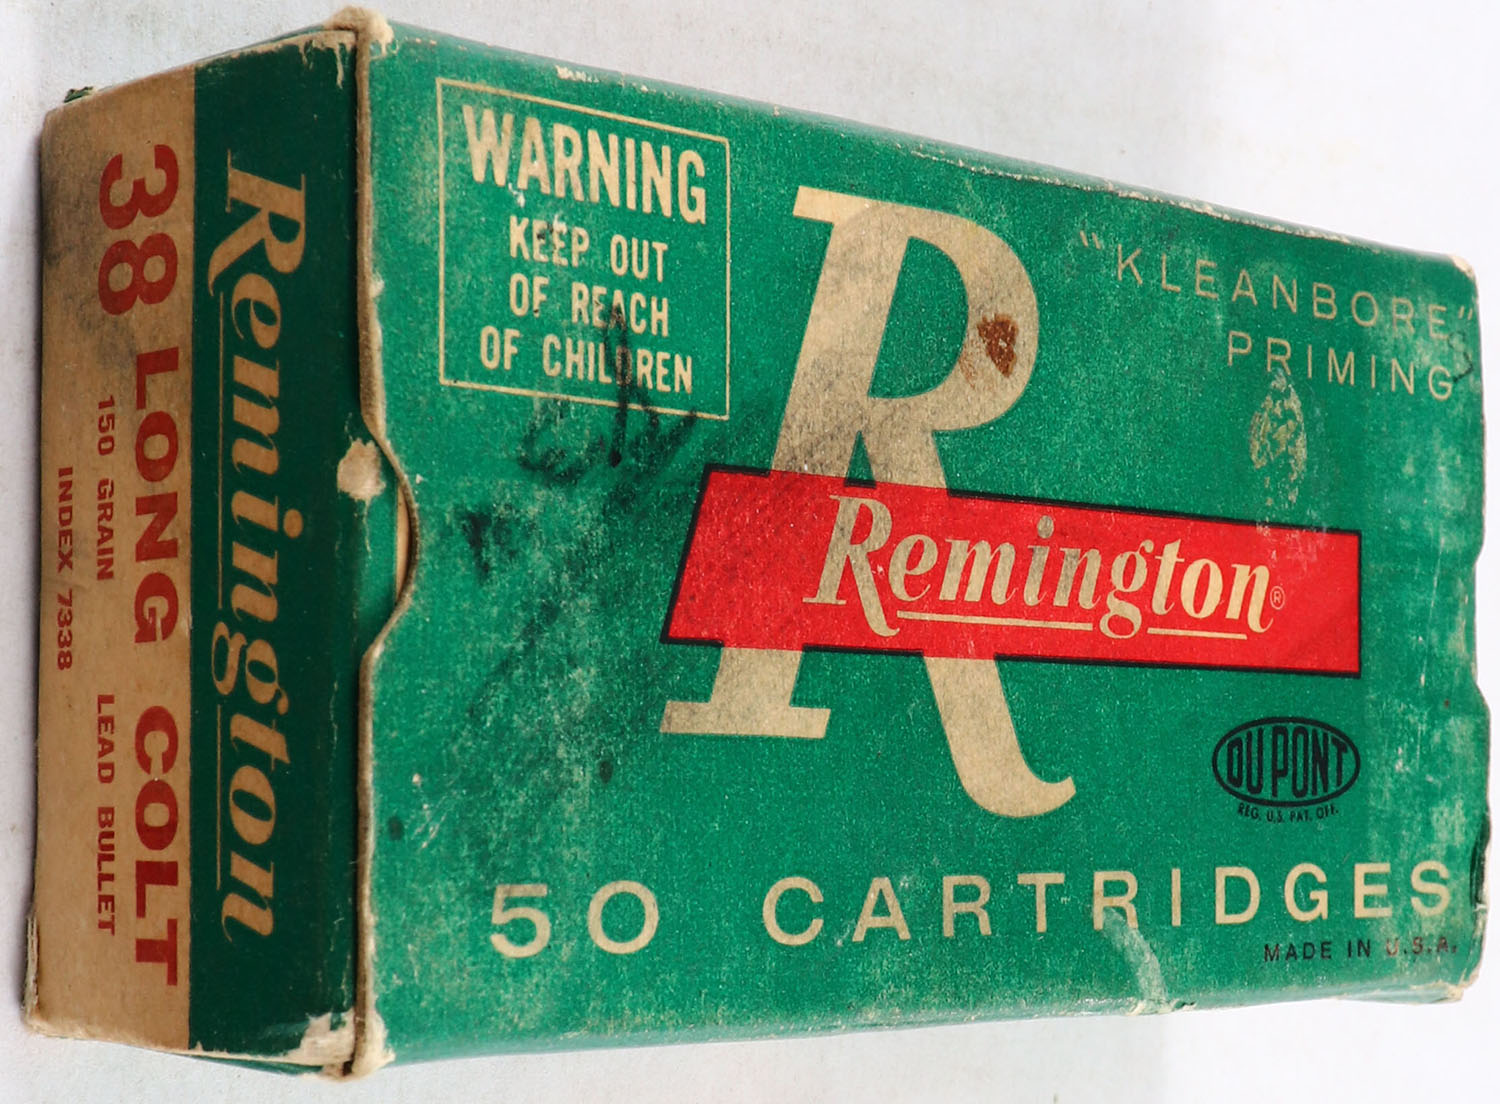 WARNING
KEEP OUT
OF REACH
OF CHILDREN
"KLEANBORE"
PRIMING
R
Remington®
DU PONT
REG. U.S. PAT. OFF.
50 CARTRIDGES
MADE IN U.S.A.
Remington
38 LONG COLT
150 GRAIN LEAD BULLET
INDEX 7338